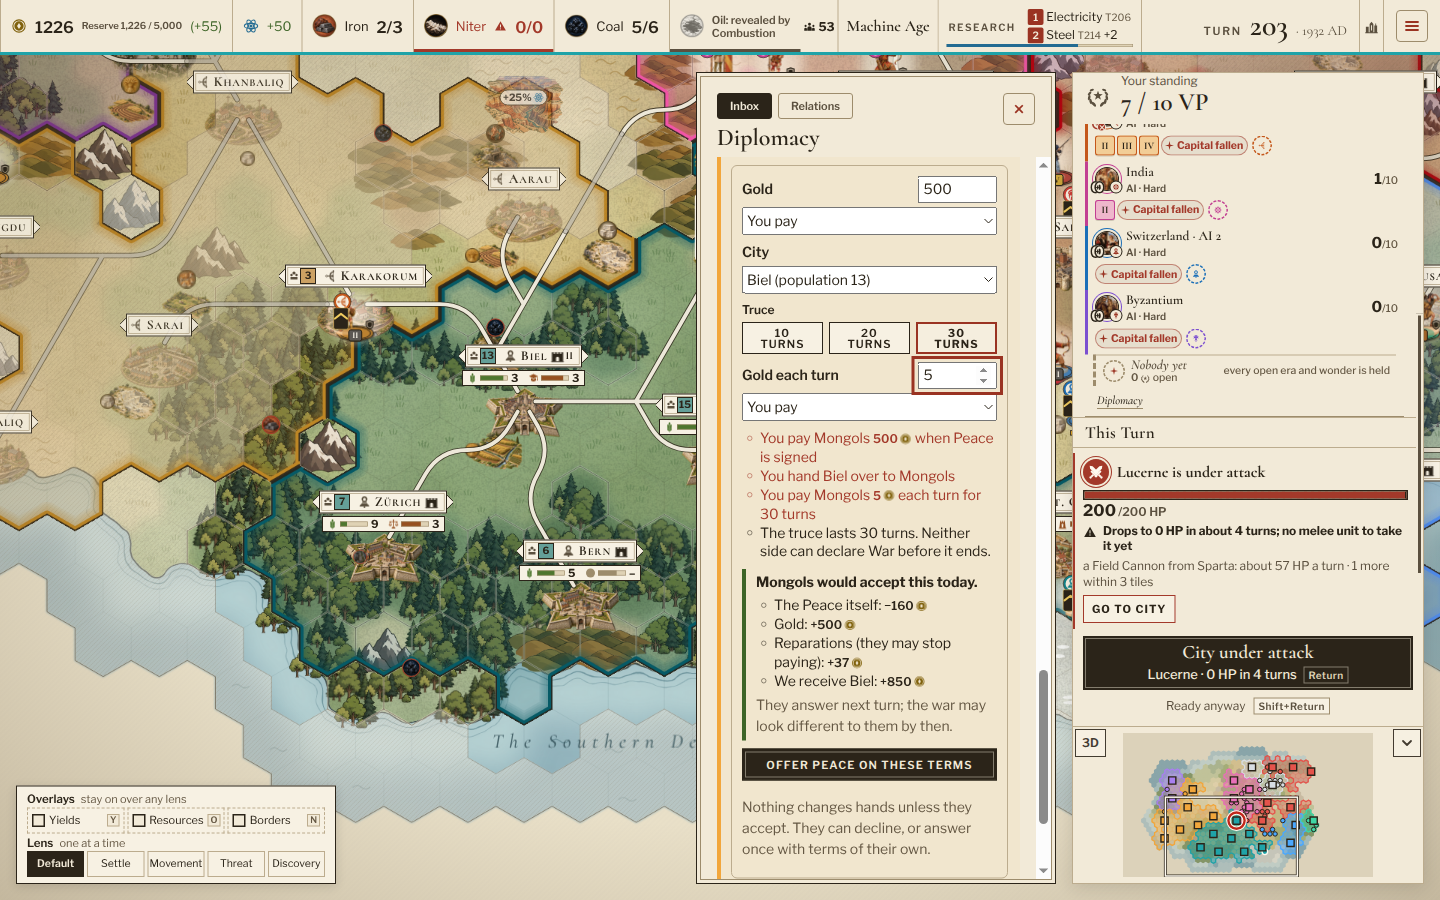 1226 Reserve 1,226 / 5,000 (+55)
+50
Iron 2/3
Niter 0/0
Coal 5/6
Oil: revealed by
Combustion
53
Machine Age
RESEARCH
1 Electricity T206
2 Steel T214 +2
TURN 203 · 1932 AD
Khanbaliq
+25%
Aarau
3 Karakorum
Sarai
II
13 Biel II
3 3
15
7 Zürich
9 3
6 Bern
5 –
The Southern De
Overlays stay on over any lens
Yields Y
Resources O
Borders N
Lens one at a time
Default
Settle
Movement
Threat
Discovery
Inbox
Relations
×
Diplomacy
Gold
500
You pay
City
Biel (population 13)
Truce
10
TURNS
20
TURNS
30
TURNS
Gold each turn
5
You pay
You pay Mongols 500 when Peace
is signed
You hand Biel over to Mongols
You pay Mongols 5 each turn for
30 turns
The truce lasts 30 turns. Neither
side can declare War before it ends.
Mongols would accept this today.
The Peace itself: −160
Gold: +500
Reparations (they may stop
paying): +37
We receive Biel: +850
They answer next turn; the war may
look different to them by then.
OFFER PEACE ON THESE TERMS
Nothing changes hands unless they
accept. They can decline, or answer
once with terms of their own.
Your standing
7 / 10 VP
AI · Hard
II III IV Capital fallen
India
AI · Hard
1/10
II Capital fallen
Switzerland · AI 2
AI · Hard
0/10
Capital fallen
Byzantium
AI · Hard
0/10
Capital fallen
Nobody yet
0 open
every open era and wonder is held
Diplomacy
This Turn
Lucerne is under attack
200 /200 HP
Drops to 0 HP in about 4 turns; no melee unit to take
it yet
a Field Cannon from Sparta: about 57 HP a turn · 1 more
within 3 tiles
GO TO CITY
City under attack
Lucerne · 0 HP in 4 turns Return
Ready anyway Shift+Return
3D